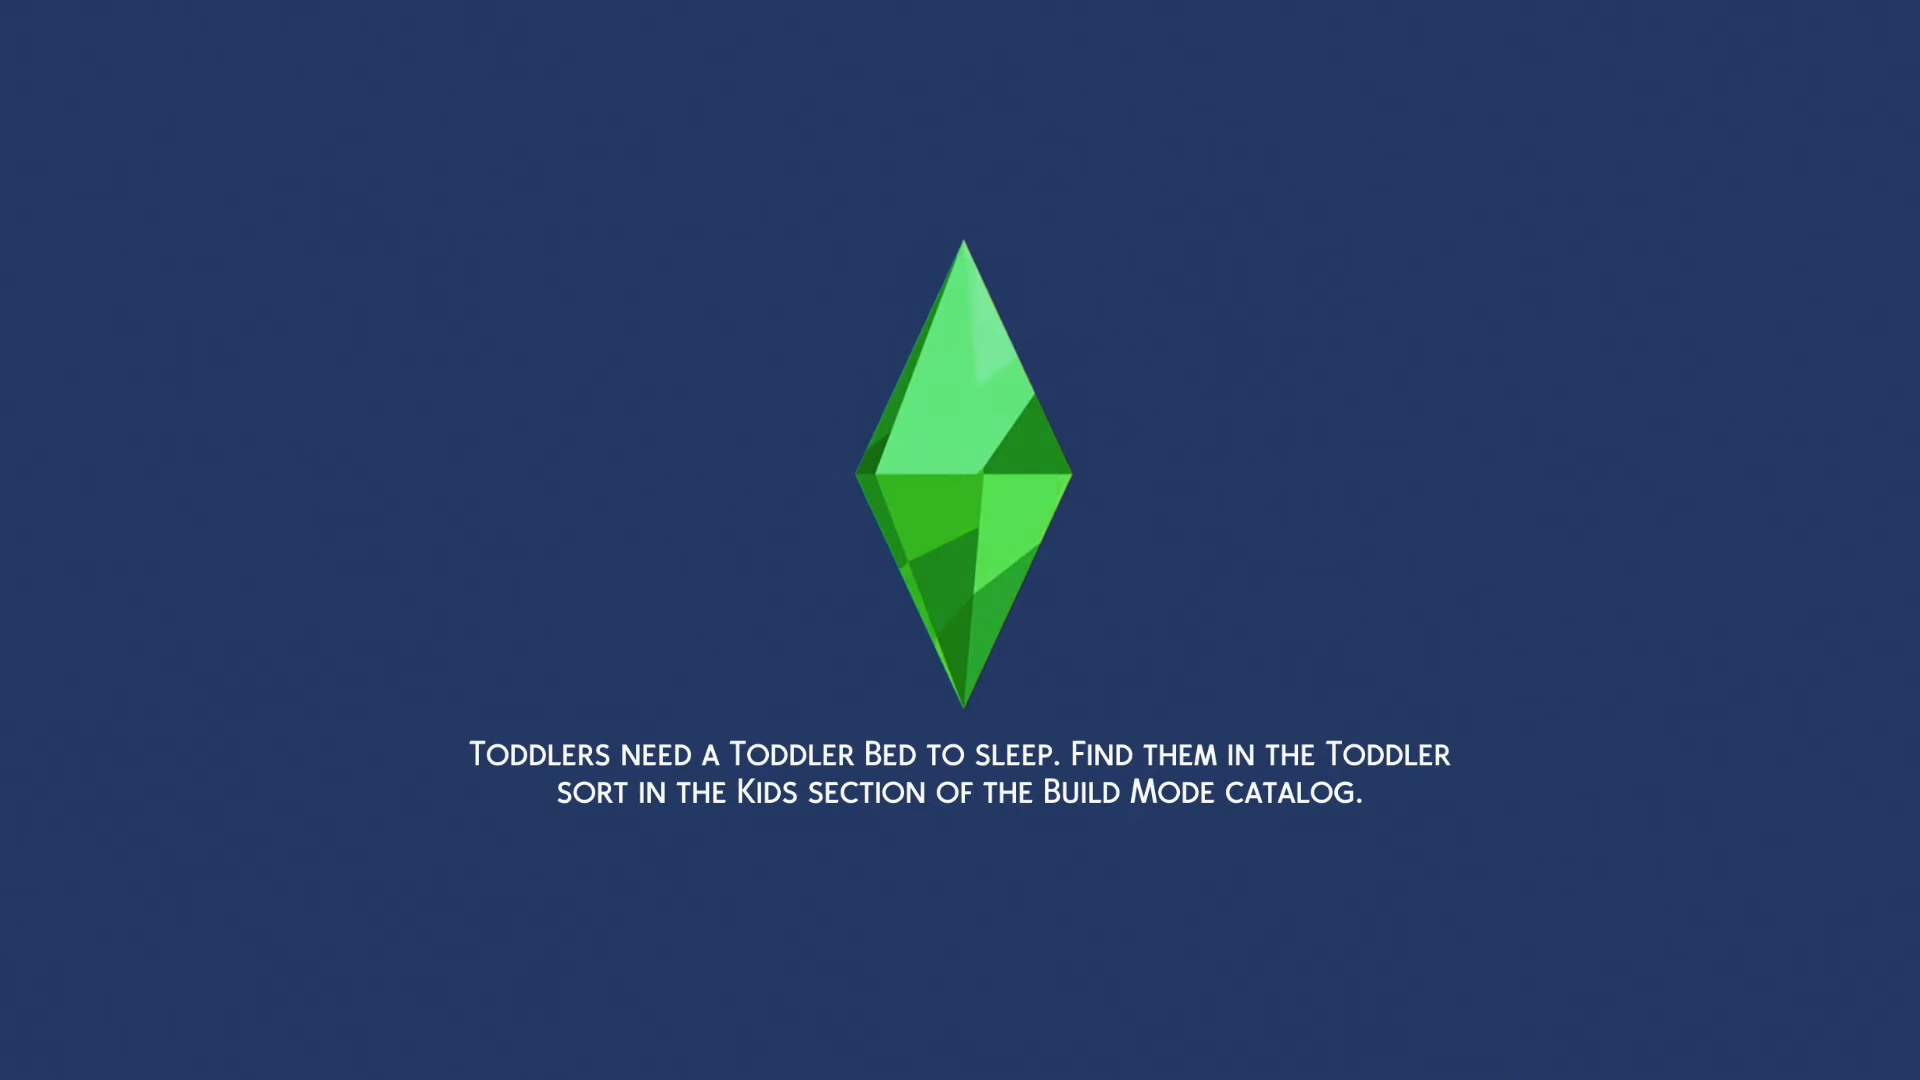 Toddlers need a Toddler Bed to sleep. Find them in the Toddler
sort in the Kids section of the Build Mode catalog.